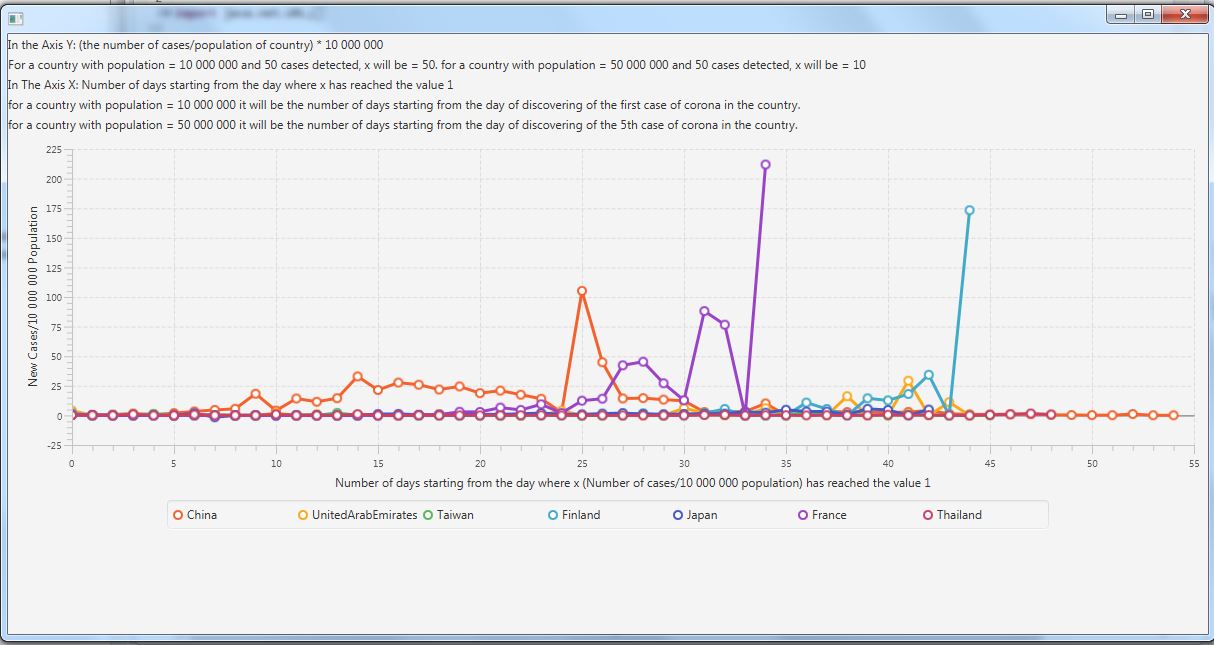 In the Axis Y: (the number of cases/population of country) * 10 000 000
For a country with population = 10 000 000 and 50 cases detected, x will be = 50. for a country with population = 50 000 000 and 50 cases detected, x will be = 10
In The Axis X: Number of days starting from the day where x has reached the value 1
for a country with population = 10 000 000 it will be the number of days starting from the day of discovering of the first case of corona in the country.
for a country with population = 50 000 000 it will be the number of days starting from the day of discovering of the 5th case of corona in the country.
New Cases/10 000 000 Population
225
200
175
150
125
100
75
50
25
0
-25
0 5 10 15 20 25 30 35 40 45 50 55
Number of days starting from the day where x (Number of cases/10 000 000 population) has reached the value 1
China UnitedArabEmirates Taiwan Finland Japan France Thailand